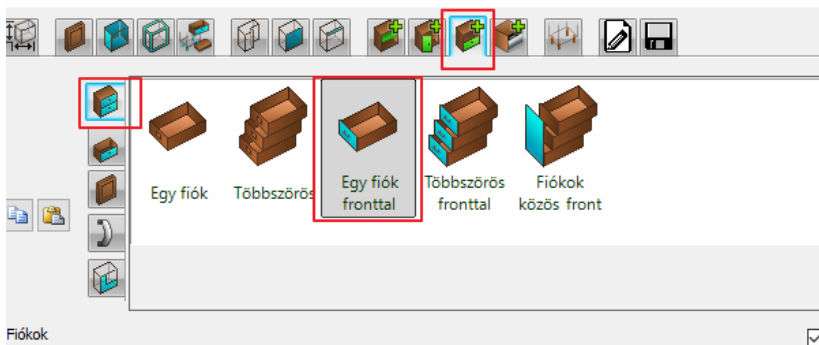 Egy fiók
Többszörös
Egy fiók
fronttal
Többszörös
fronttal
Fiókok
közös front
Fiókok